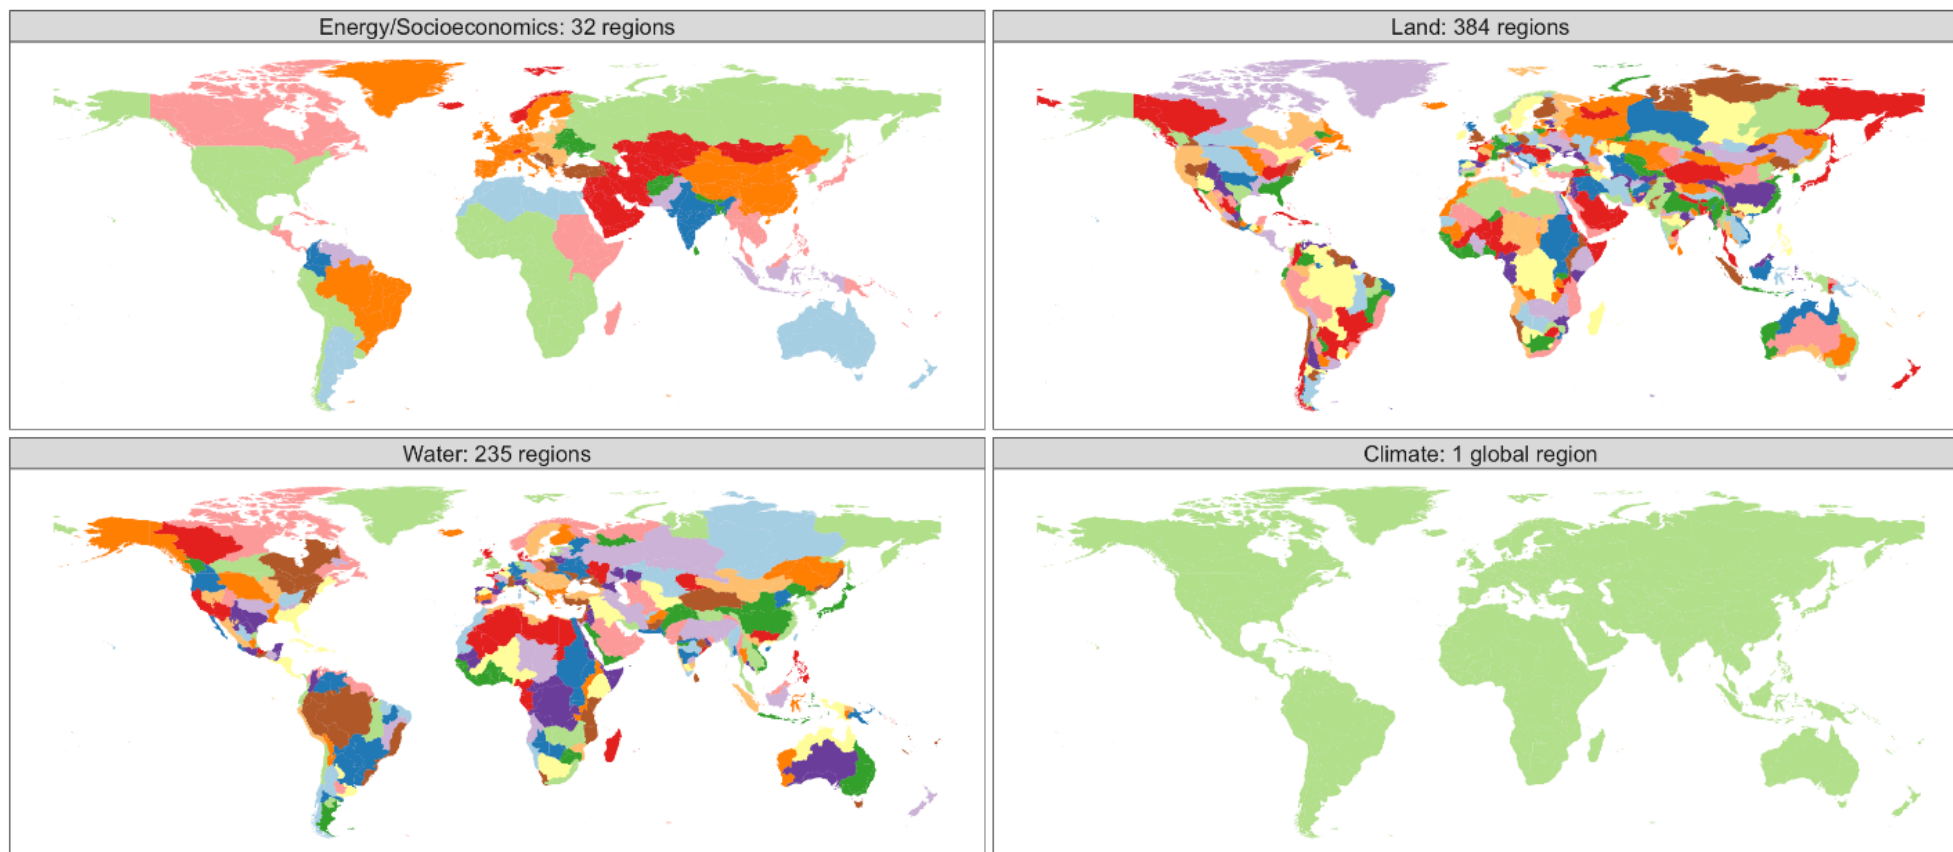 Energy/Socioeconomics: 32 regions
Land: 384 regions
Water: 235 regions
Climate: 1 global region